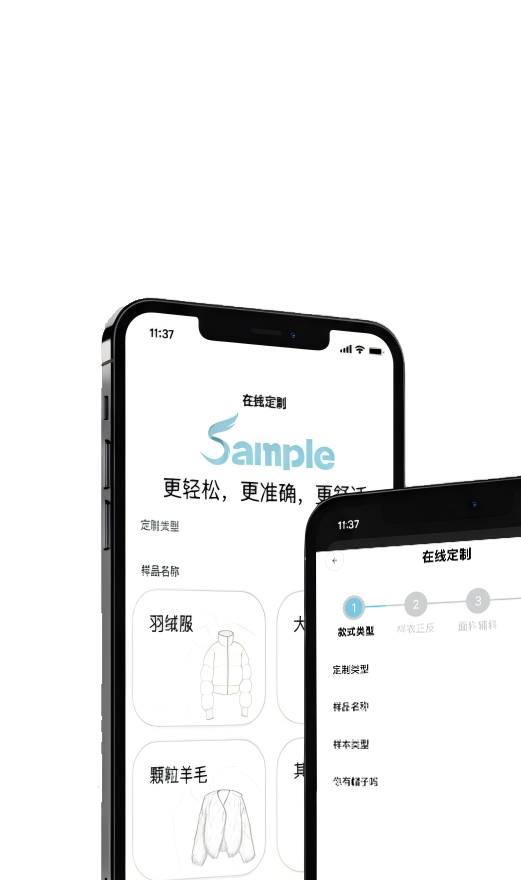 11:37
在线定制
Sample
更轻松，更准确，更舒适
定制类型
样品名称
羽绒服
大
颗粒羊毛
其
11:37
在线定制
1 2 3
款式类型 样衣正反 面料辅料
定制类型
样品名称
样本类型
你有帽子吗